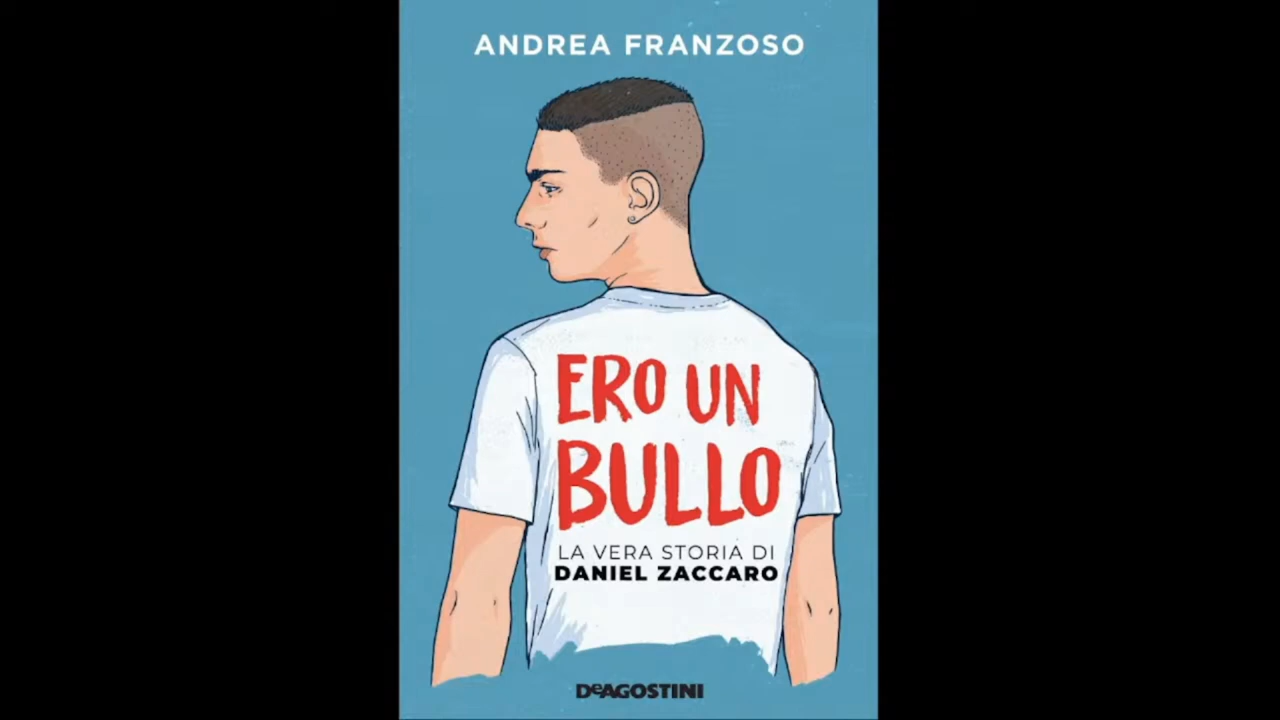 ANDREA FRANZOSO
ERO UN
BULLO
LA VERA STORIA DI
DANIEL ZACCARO
DeAGOSTINI